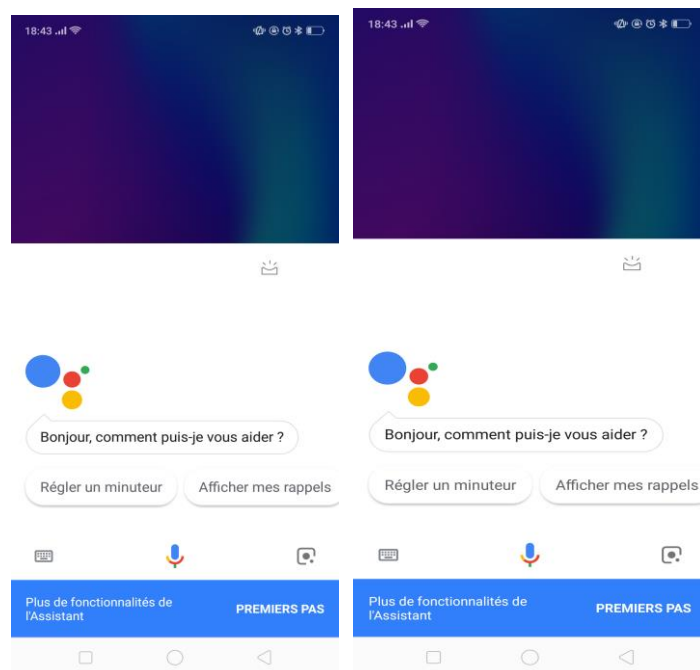 18:43
Bonjour, comment puis-je vous aider ?
Régler un minuteur
Afficher mes rappels
Plus de fonctionnalités de
l'Assistant
PREMIERS PAS
18:43
Bonjour, comment puis-je vous aider ?
Régler un minuteur
Afficher mes rappels
Plus de fonctionnalités de
l'Assistant
PREMIERS PAS